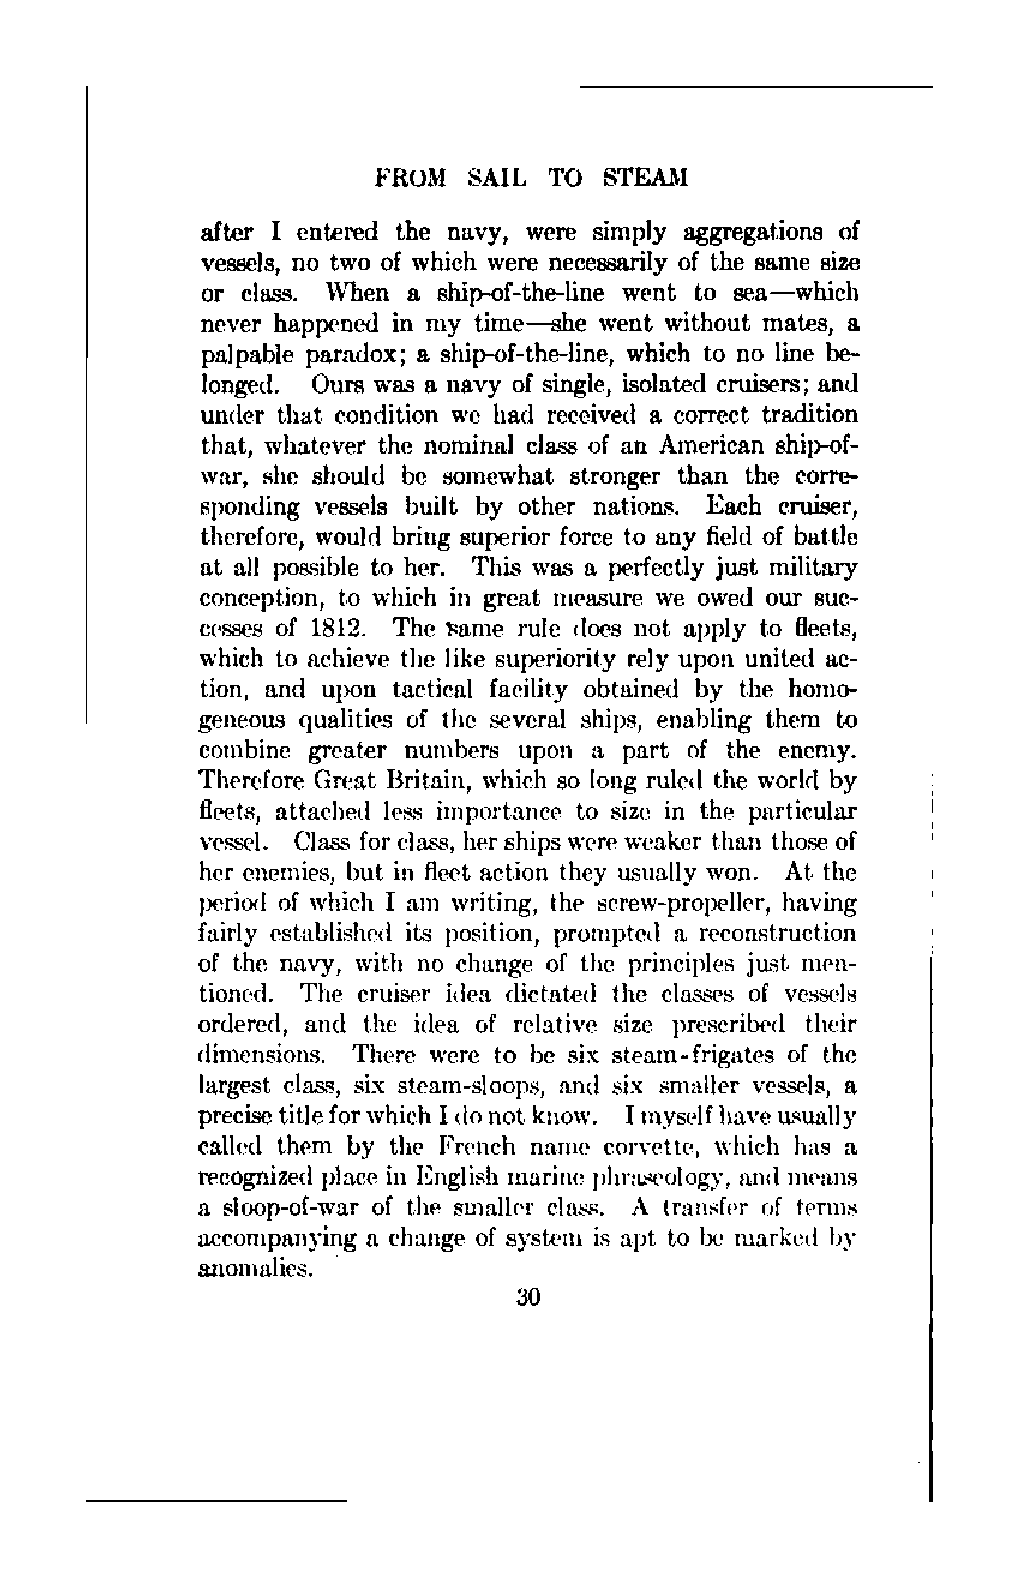 FROM SAIL TO STEAM
after I entered the navy, were simply aggregations of
vessels, no two of which were necessarily of the same size
or class. When a ship-of-the-line went to sea—which
never happened in my time—she went without mates, a
palpable paradox; a ship-of-the-line, which to no line be-
longed. Ours was a navy of single, isolated cruisers; and
under that condition we had received a correct tradition
that, whatever the nominal class of an American ship-of-
war, she should be somewhat stronger than the corre-
sponding vessels built by other nations. Each cruiser,
therefore, would bring superior force to any field of battle
at all possible to her. This was a perfectly just military
conception, to which in great measure we owed our suc-
cesses of 1812. The same rule does not apply to fleets,
which to achieve the like superiority rely upon united ac-
tion, and upon tactical facility obtained by the homo-
geneous qualities of the several ships, enabling them to
combine greater numbers upon a part of the enemy.
Therefore Great Britain, which so long ruled the world by
fleets, attached less importance to size in the particular
vessel. Class for class, her ships were weaker than those of
her enemies, but in fleet action they usually won. At the
period of which I am writing, the screw-propeller, having
fairly established its position, prompted a reconstruction
of the navy, with no change of the principles just men-
tioned. The cruiser idea dictated the classes of vessels
ordered, and the idea of relative size prescribed their
dimensions. There were to be six steam-frigates of the
largest class, six steam-sloops, and six smaller vessels, a
precise title for which I do not know. I myself have usually
called them by the French name corvette, which has a
recognized place in English marine phraseology, and means
a sloop-of-war of the smaller class. A transfer of terms
accompanying a change of system is apt to be marked by
anomalies.
30